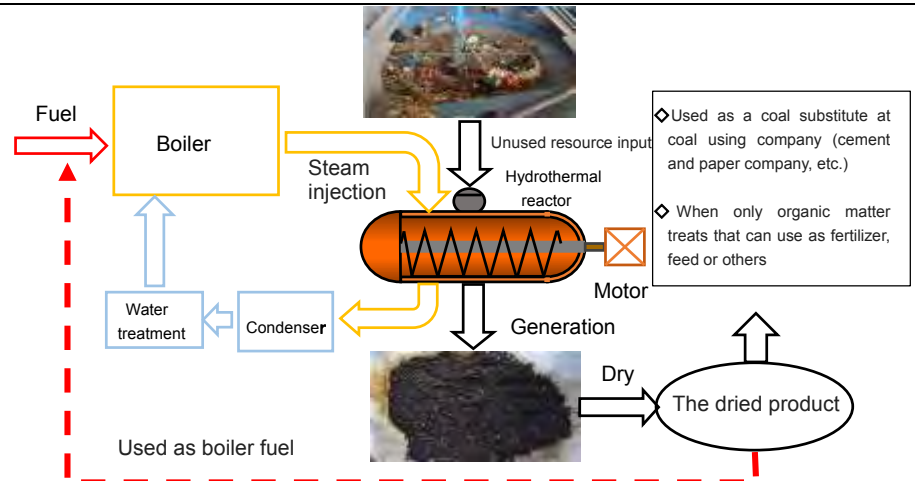 Fuel
Boiler
Steam
injection
Unused resource input
Hydrothermal
reactor
Motor
Water
treatment
Condenser
Generation
Dry
The dried product
Used as boiler fuel
◇Used as a coal substitute at
coal using company (cement
and paper company, etc.)
◇ When only organic matter
treats that can use as fertilizer,
feed or others